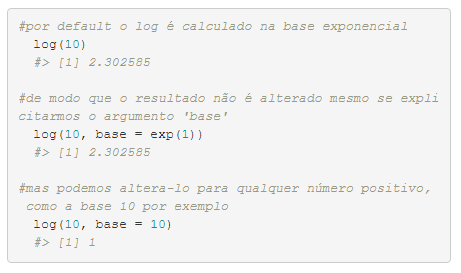 #por default o log é calculado na base exponencial
log(10)
#> [1] 2.302585
#de modo que o resultado não é alterado mesmo se expli
citarmos o argumento 'base'
log(10, base = exp(1))
#> [1] 2.302585
#mas podemos altera-lo para qualquer número positivo,
como a base 10 por exemplo
log(10, base = 10)
#> [1] 1